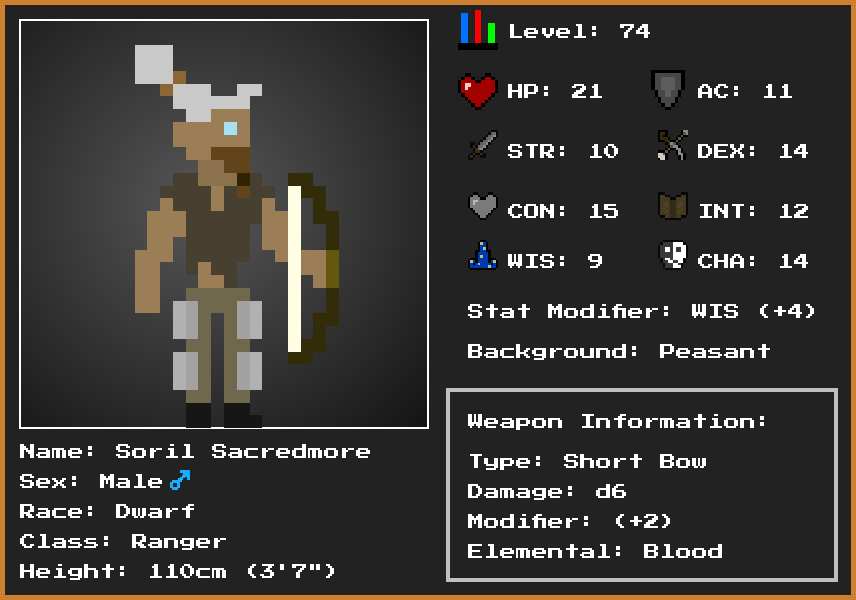 Level: 74
HP: 21
AC: 11
STR: 10
DEX: 14
CON: 15
INT: 12
WIS: 9
CHA: 14
Stat Modifier: WIS (+4)
Background: Peasant
Weapon Information:
Type: Short Bow
Damage: d6
Modifier: (+2)
Elemental: Blood
Name: Soril Sacredmore
Sex: Male ♂
Race: Dwarf
Class: Ranger
Height: 110cm (3'7")